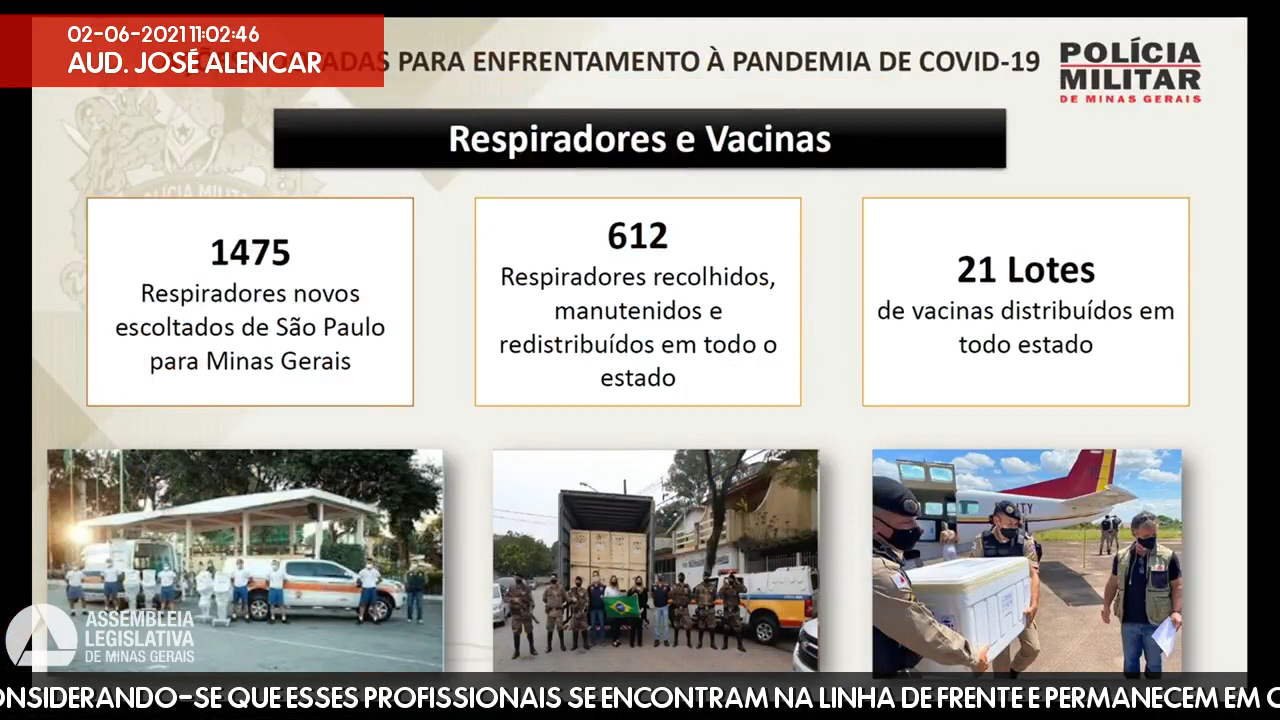 02-06-2021 11:02:46
AUD. JOSÉ ALENCAR
PARA ENFRENTAMENTO À PANDEMIA DE COVID-19
POLÍCIA
MILITAR
DE MINAS GERAIS
Respiradores e Vacinas
1475
Respiradores novos
escoltados de São Paulo
para Minas Gerais
612
Respiradores recolhidos,
manutenidos e
redistribuídos em todo o
estado
21 Lotes
de vacinas distribuídos em
todo estado
ASSEMBLEIA
LEGISLATIVA
DE MINAS GERAIS
ONSIDERANDO-SE QUE ESSES PROFISSIONAIS SE ENCONTRAM NA LINHA DE FRENTE E PERMANECEM EM C